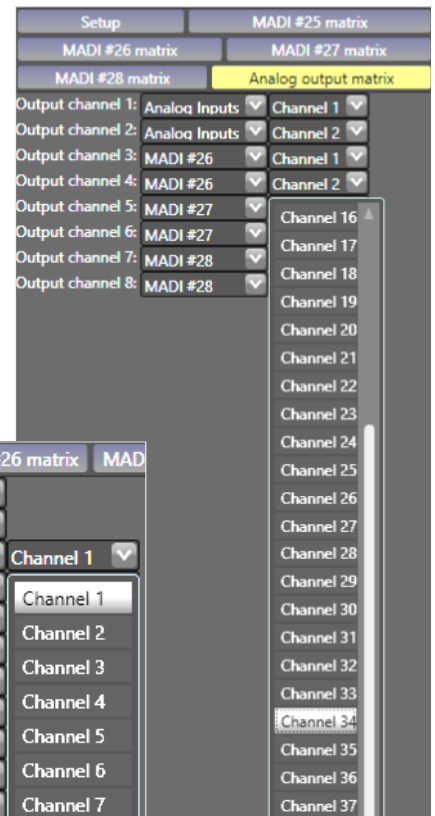 Setup MADI #25 matrix
MADI #26 matrix MADI #27 matrix
MADI #28 matrix Analog output matrix
Output channel 1: Analog Inputs Channel 1
Output channel 2: Analog Inputs Channel 2
Output channel 3: MADI #26 Channel 1
Output channel 4: MADI #26 Channel 2
Output channel 5: MADI #27
Output channel 6: MADI #27
Output channel 7: MADI #28
Output channel 8: MADI #28
Channel 16
Channel 17
Channel 18
Channel 19
Channel 20
Channel 21
Channel 22
Channel 23
Channel 24
Channel 25
Channel 26
Channel 27
Channel 28
Channel 29
Channel 30
Channel 31
Channel 32
Channel 33
Channel 34
Channel 35
Channel 36
Channel 37
26 matrix MAD
Channel 1
Channel 1
Channel 2
Channel 3
Channel 4
Channel 5
Channel 6
Channel 7